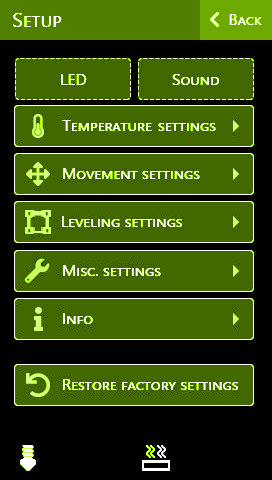 Setup
Back
LED
Sound
Temperature settings
Movement settings
Leveling settings
Misc. settings
Info
Restore factory settings